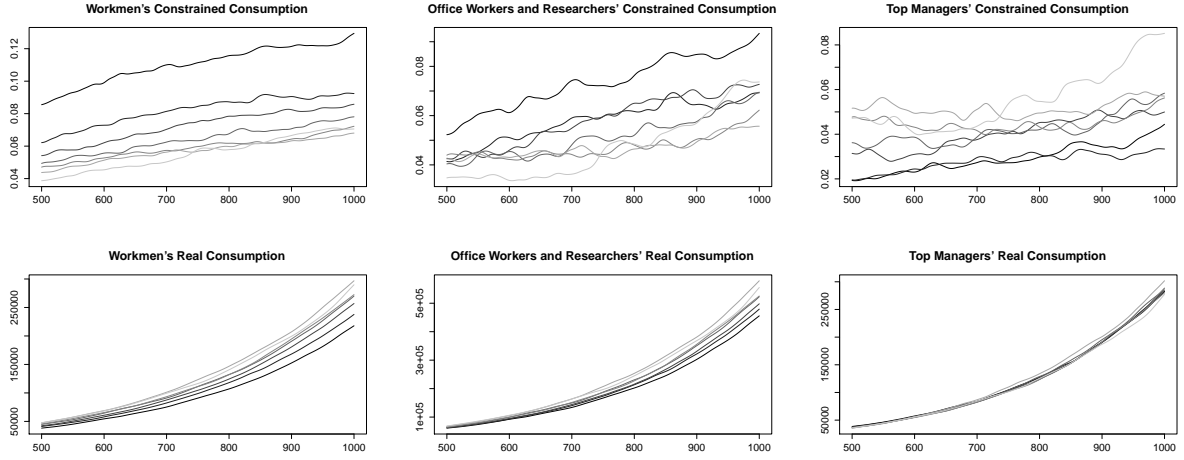 Workmen's Constrained Consumption
Office Workers and Researchers' Constrained Consumption
Top Managers' Constrained Consumption
0.04 0.06 0.08 0.10 0.12
500 600 700 800 900 1000
0.04 0.06 0.08
500 600 700 800 900 1000
0.02 0.04 0.06 0.08
500 600 700 800 900 1000
Workmen's Real Consumption
Office Workers and Researchers' Real Consumption
Top Managers' Real Consumption
50000 150000 250000
500 600 700 800 900 1000
1e+05 3e+05 5e+05
500 600 700 800 900 1000
50000 150000 250000
500 600 700 800 900 1000